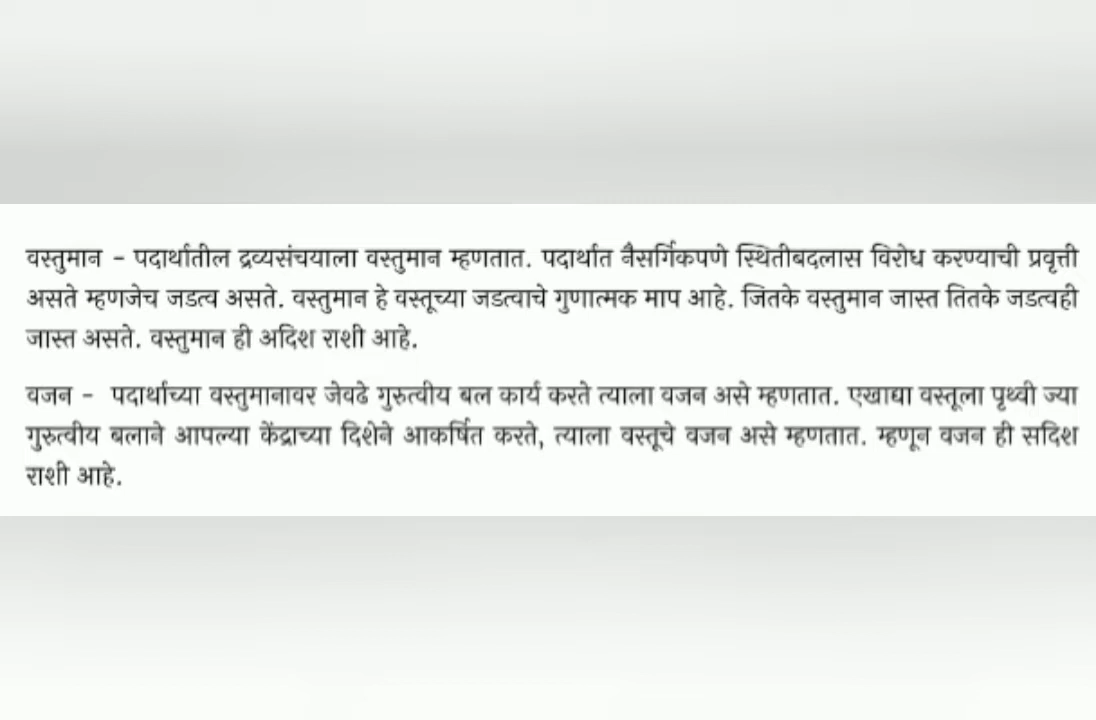 वस्तुमान - पदार्थातील द्रव्यसंचयाला वस्तुमान म्हणतात. पदार्थात नैसर्गिकपणे स्थितीबदलास विरोध करण्याची प्रवृत्ती
असते म्हणजेच जडत्व असते. वस्तुमान हे वस्तूच्या जडत्वाचे गुणात्मक माप आहे. जितके वस्तुमान जास्त तितके जडत्वही
जास्त असते. वस्तुमान ही अदिश राशी आहे.
वजन - पदार्थाच्या वस्तुमानावर जेवढे गुरुत्वीय बल कार्य करते त्याला वजन असे म्हणतात. एखाद्या वस्तूला पृथ्वी ज्या
गुरुत्वीय बलाने आपल्या केंद्राच्या दिशेने आकर्षित करते, त्याला वस्तूचे वजन असे म्हणतात. म्हणून वजन ही सदिश
राशी आहे.